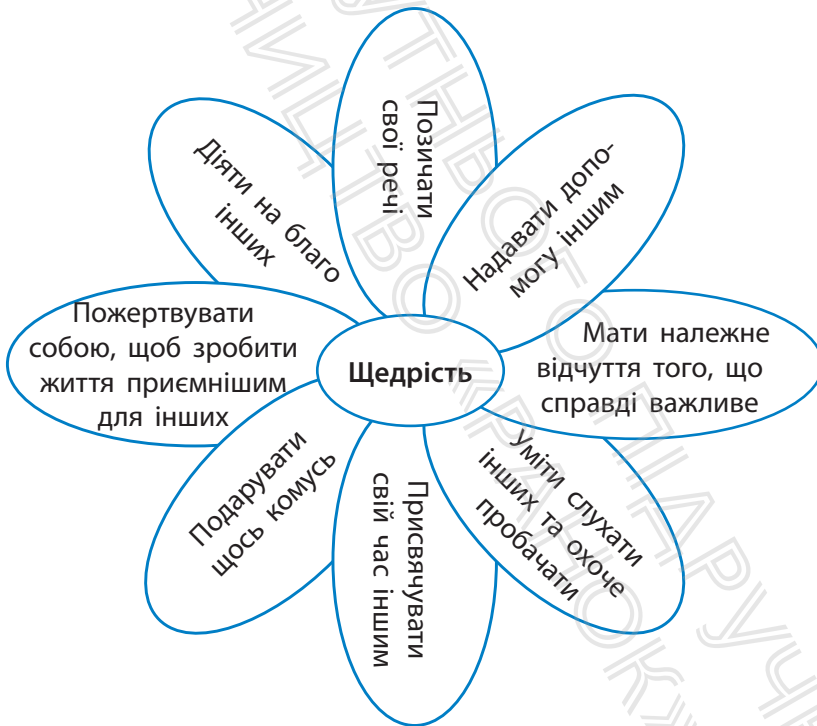 Позичати
свої речі
Надавати допо-
могу іншим
Мати належне
відчуття того, що
справді важливе
Уміти слухати
інших та охоче
пробачати
Присвячувати
свій час іншим
Подарувати
щось комусь
Пожертвувати
собою, щоб зробити
життя приємнішим
для інших
Діяти на благо
інших
Щедрість